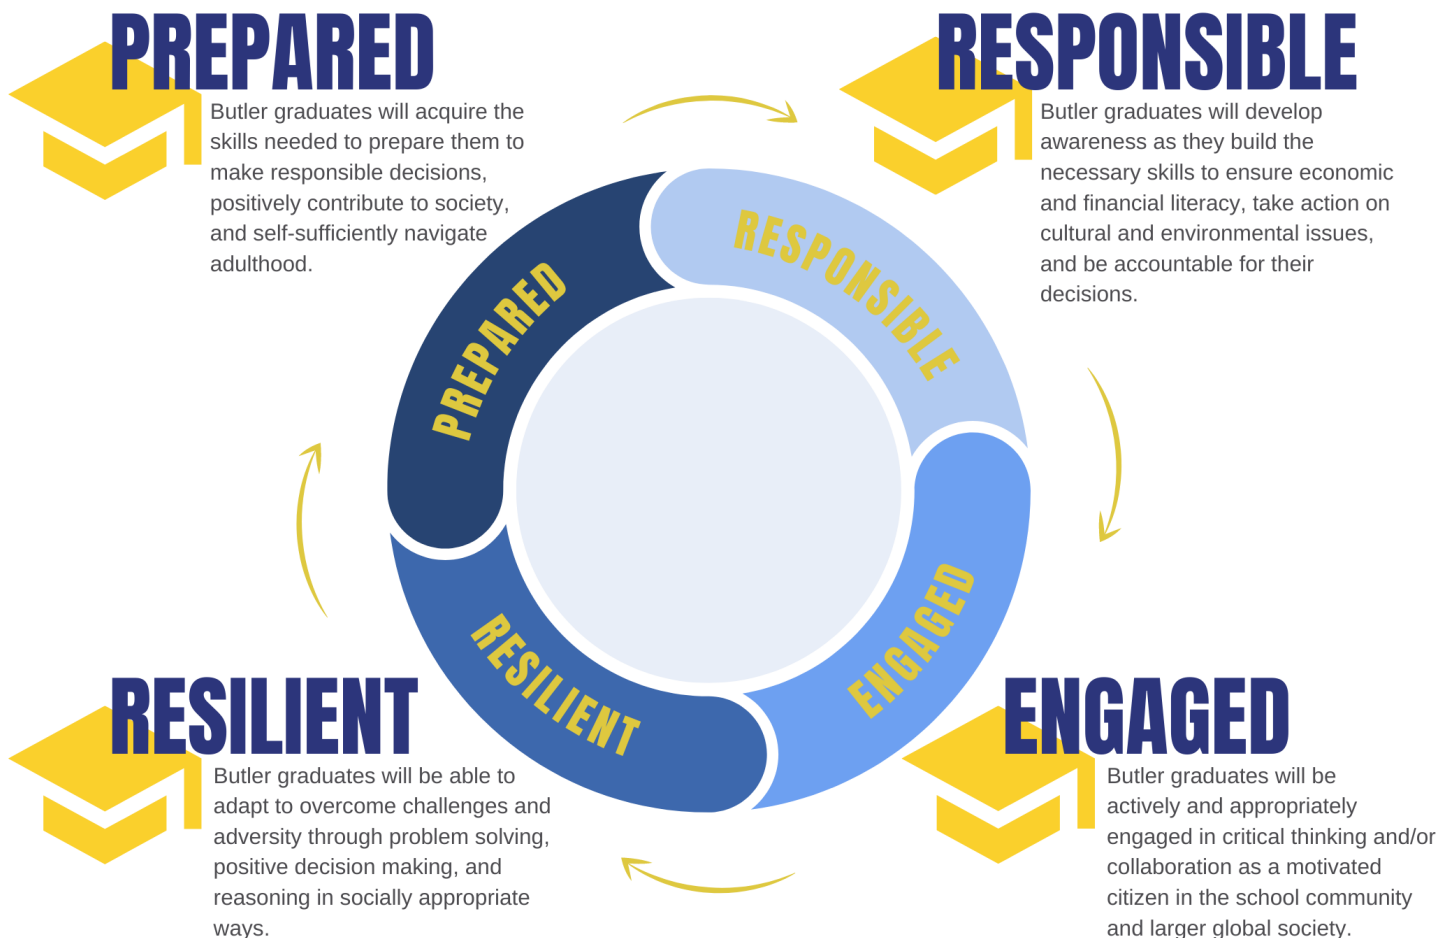 PREPARED
Butler graduates will acquire the
skills needed to prepare them to
make responsible decisions,
positively contribute to society,
and self-sufficiently navigate
adulthood.
RESPONSIBLE
Butler graduates will develop
awareness as they build the
necessary skills to ensure economic
and financial literacy, take action on
cultural and environmental issues,
and be accountable for their
decisions.
PREPARED
RESPONSIBLE
ENGAGED
RESILIENT
RESILIENT
Butler graduates will be able to
adapt to overcome challenges and
adversity through problem solving,
positive decision making, and
reasoning in socially appropriate
ways.
ENGAGED
Butler graduates will be
actively and appropriately
engaged in critical thinking and/or
collaboration as a motivated
citizen in the school community
and larger global society.